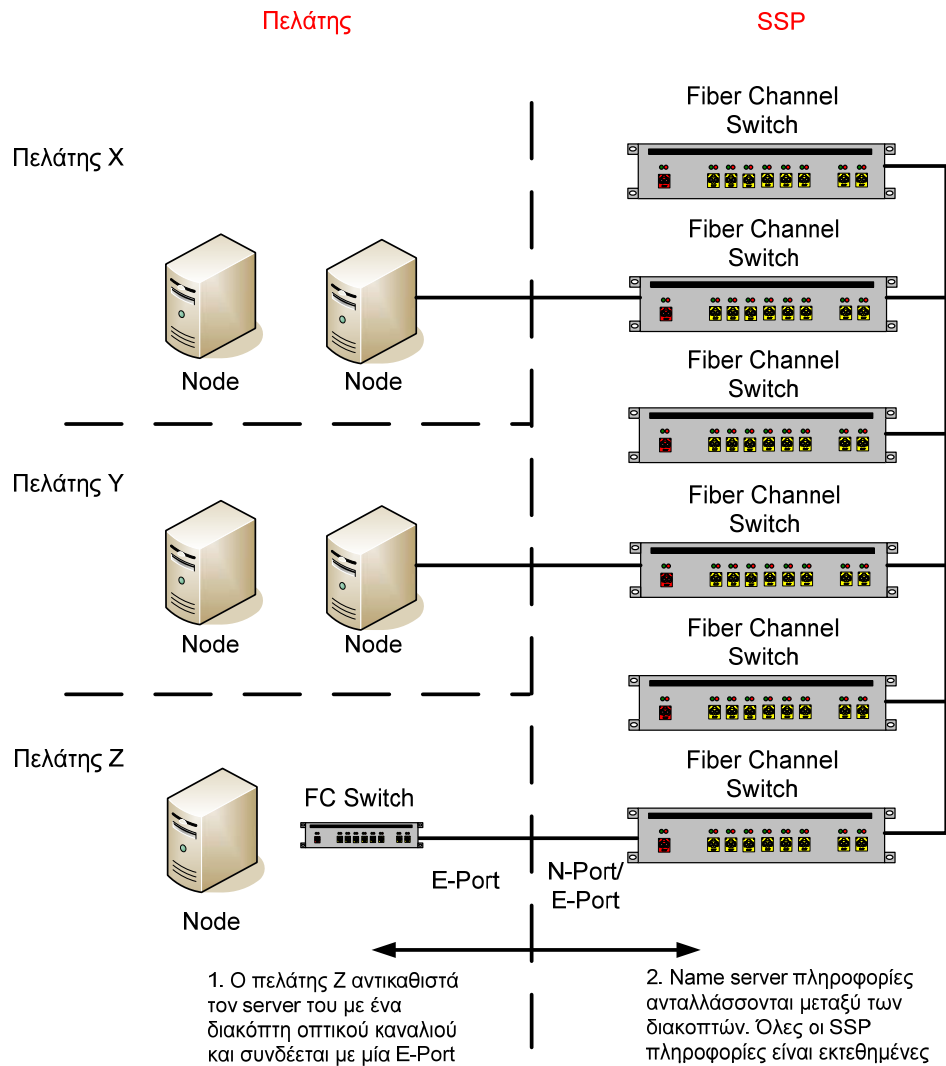 Πελάτης
SSP
Fiber Channel
Switch
Πελάτης X
Fiber Channel
Switch
Node
Node
Fiber Channel
Switch
Πελάτης Y
Fiber Channel
Switch
Node
Node
Fiber Channel
Switch
Πελάτης Z
Fiber Channel
Switch
FC Switch
E-Port
N-Port/
E-Port
Node
1. Ο πελάτης Ζ αντικαθιστά
τον server του με ένα
διακόπτη οπτικού καναλιού
και συνδέεται με μία E-Port
2. Name server πληροφορίες
ανταλλάσσονται μεταξύ των
διακοπτών. Όλες οι SSP
πληροφορίες είναι εκτεθημένες